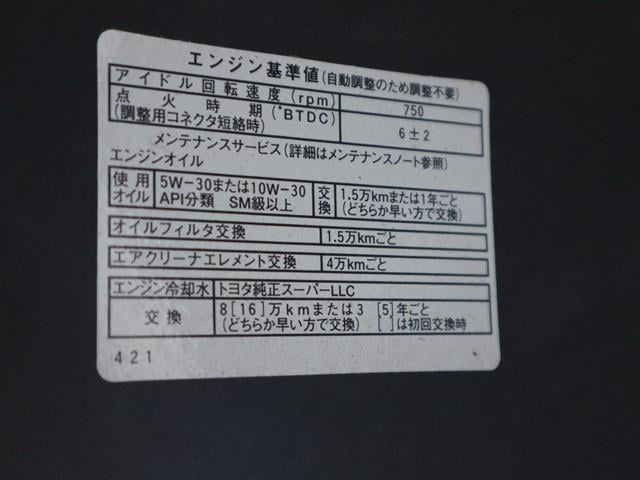 エンジン基準値(自動調整のため調整不要)
アイドル回転速度(rpm) 750
点火時期(°BTDC) 6±2
(調整用コネクタ短絡時)
メンテナンスサービス(詳細はメンテナンスノート参照)
エンジンオイル
使用 5W-30または10W-30 交 1.5万kmまたは1年ごと
オイル API分類 SM級以上 換 (どちらか早い方で交換)
オイルフィルタ交換 1.5万kmごと
エアクリーナエレメント交換 4万kmごと
エンジン冷却水 トヨタ純正スーパーLLC
交換 8[16]万kmまたは3 [5]年ごと
(どちらか早い方で交換) [ ]は初回交換時
421